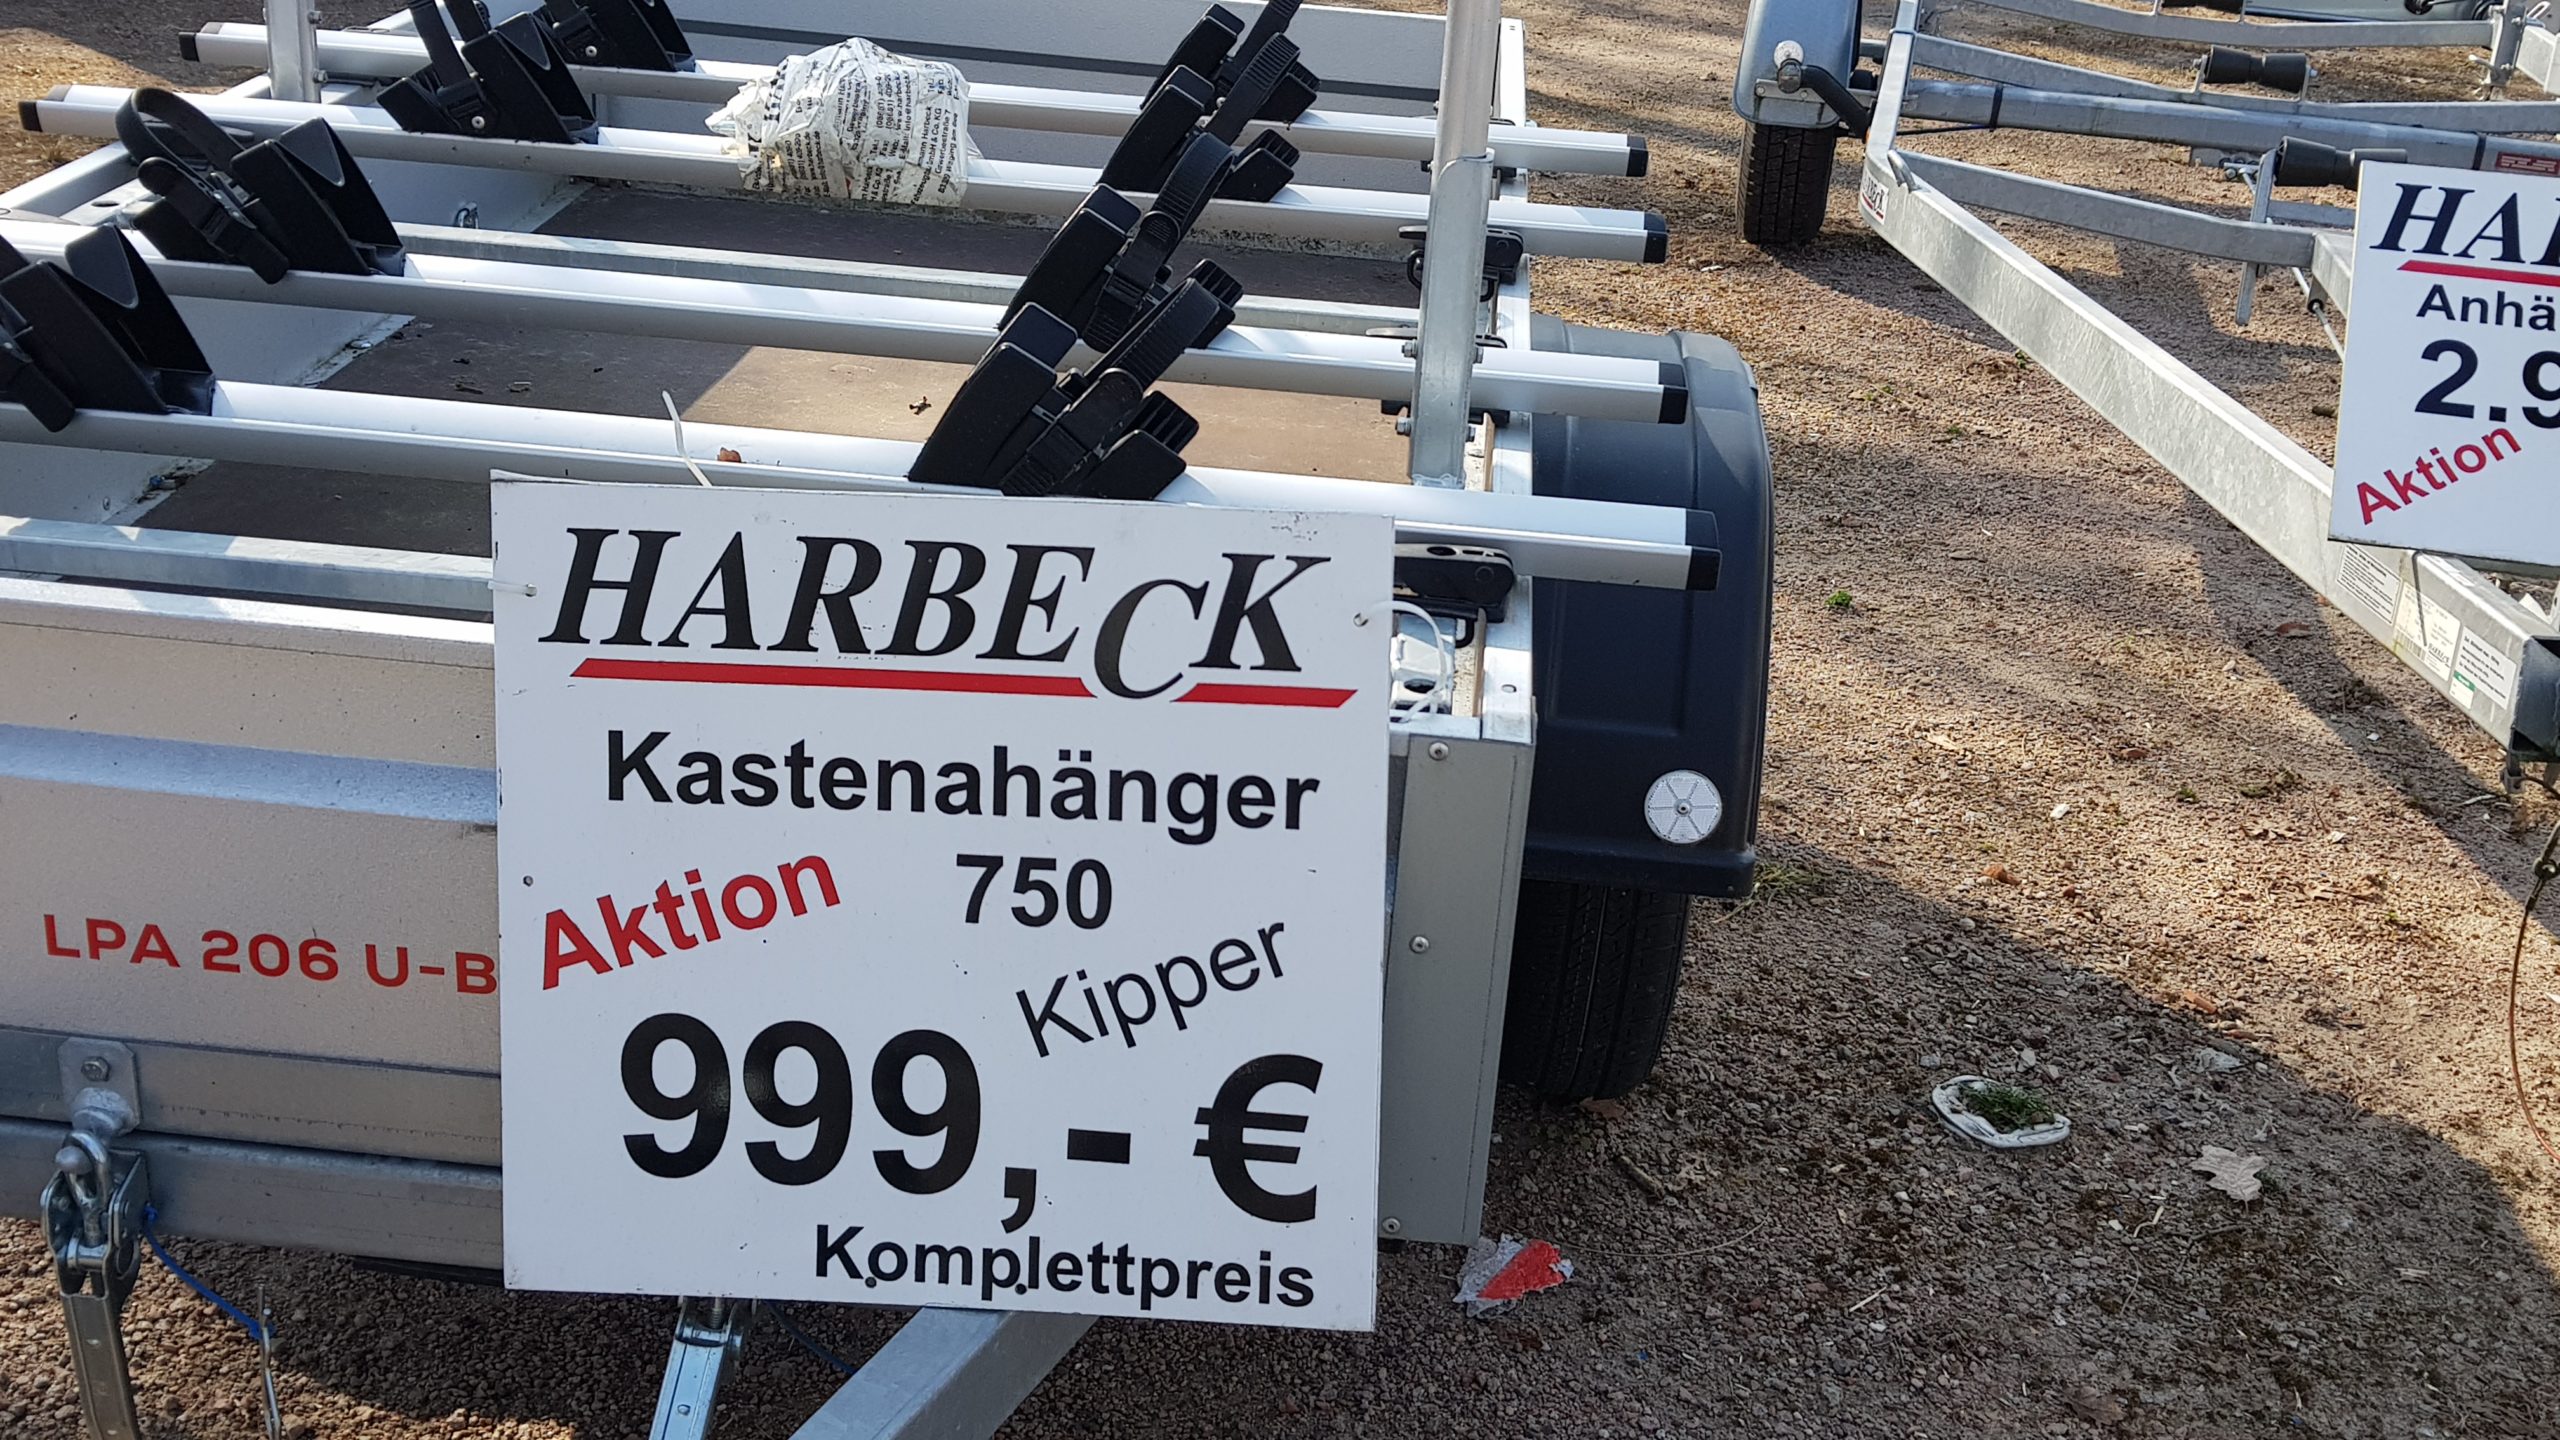 HARBECK
Kastenahänger
Aktion 750
Kipper
999,- €
Komplettpreis
LPA 206 U-B
HA
Anhä
2.9
Aktion